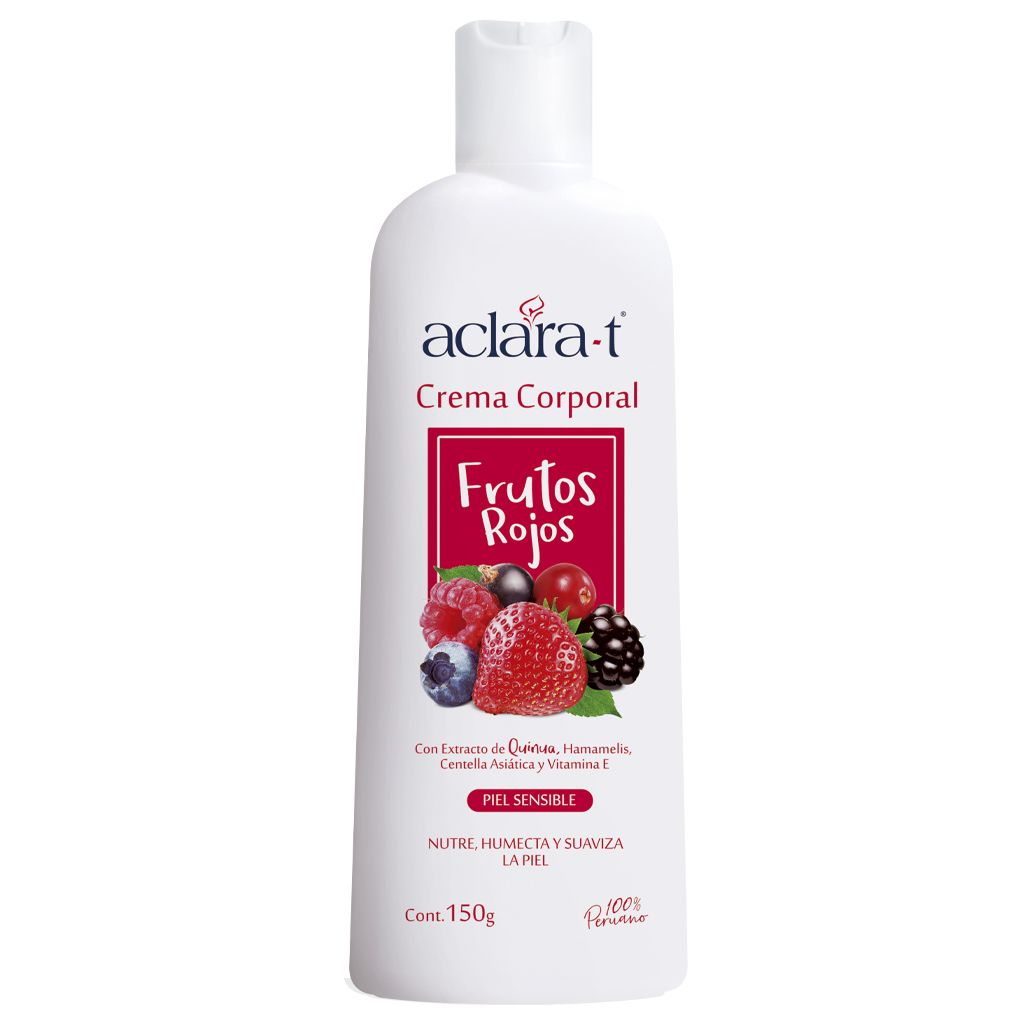 aclara-t®
Crema Corporal
Frutos
Rojos
Con Extracto de Quinua, Hamamelis,
Centella Asiática y Vitamina E
PIEL SENSIBLE
NUTRE, HUMECTA Y SUAVIZA
LA PIEL
Cont.150g
100%
Peruano